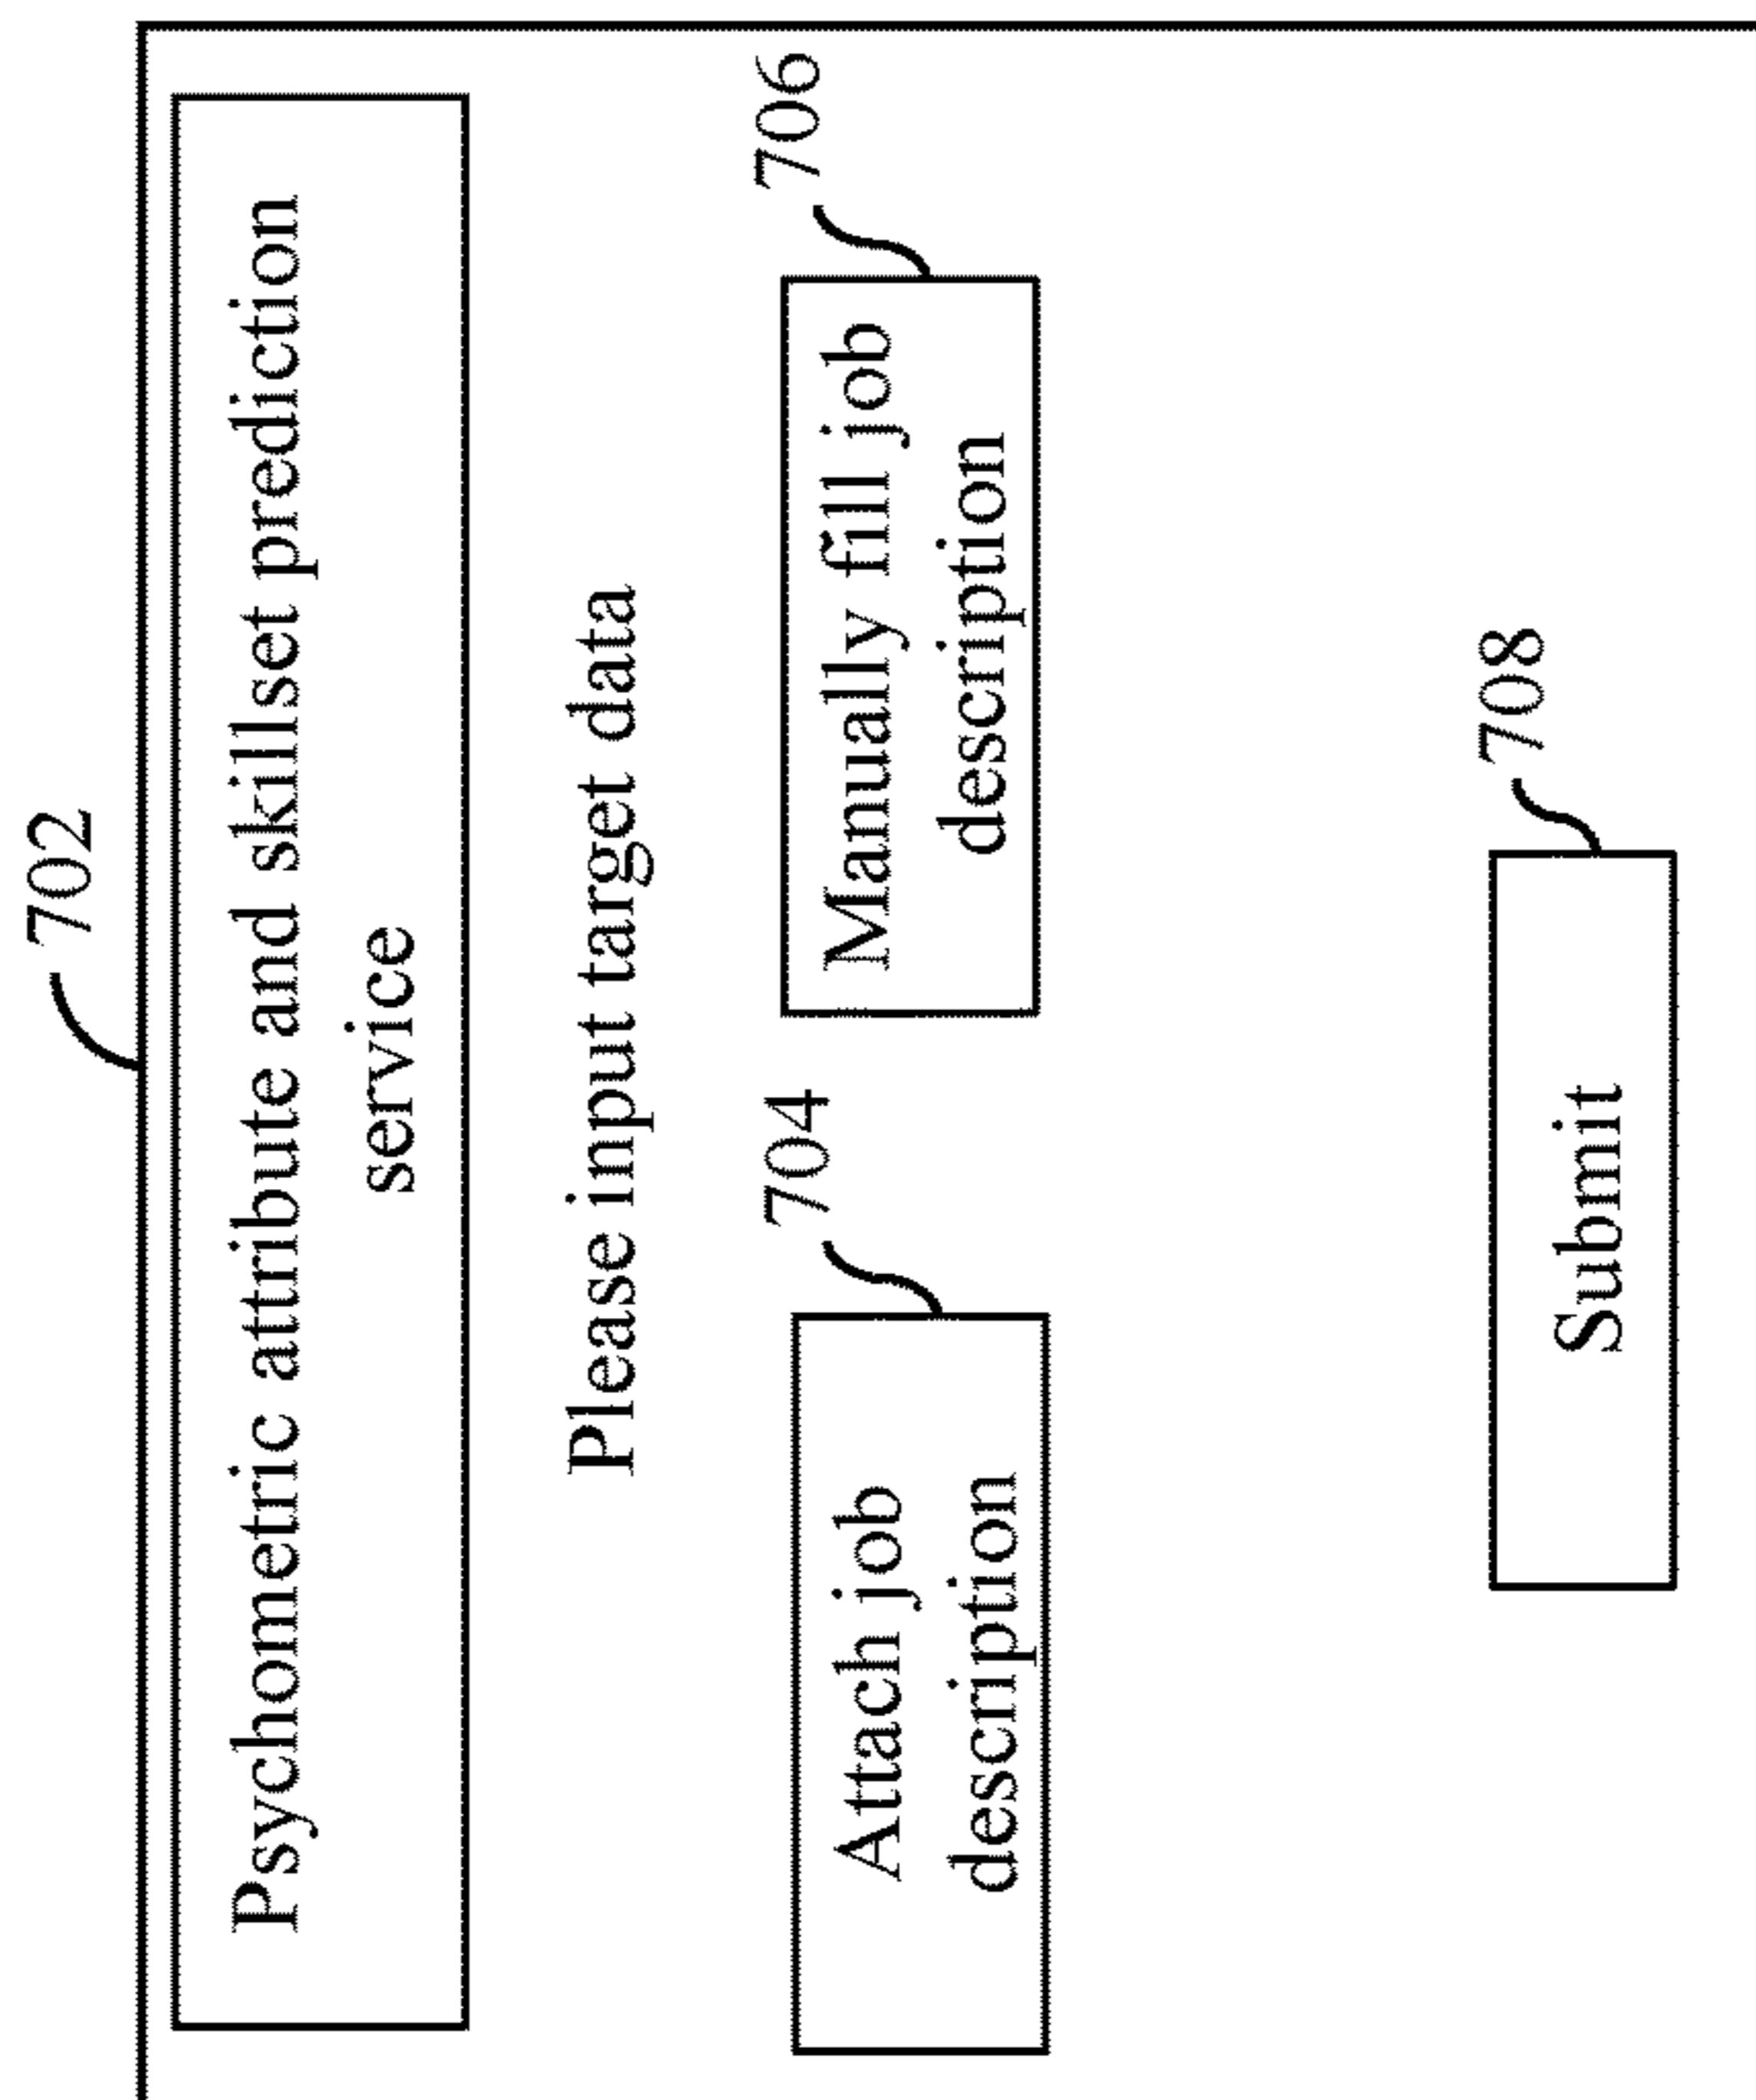 702
Psychometric attribute and skillset prediction
service
Please input target data
704
Attach job
description
706
Manually fill job
description
708
Submit